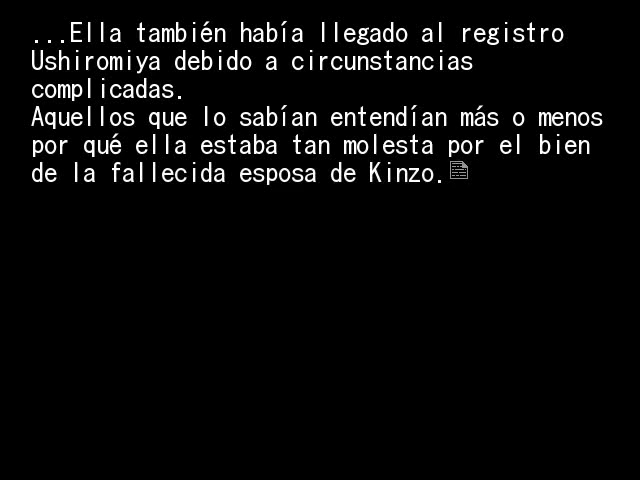 ...Ella también había llegado al registro
Ushiromiya debido a circunstancias
complicadas.
Aquellos que lo sabían entendían más o menos
por qué ella estaba tan molesta por el bien
de la fallecida esposa de Kinzo.